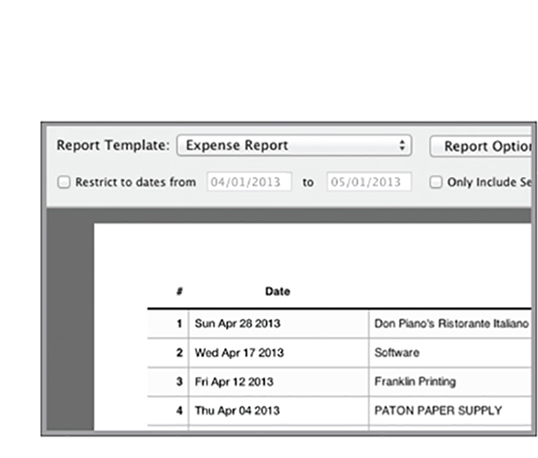 Report Template: Expense Report Report Option
Restrict to dates from 04/01/2013 to 05/01/2013 Only Include Se
# Date
1 Sun Apr 28 2013 Don Piano's Ristorante Italiano
2 Wed Apr 17 2013 Software
3 Fri Apr 12 2013 Franklin Printing
4 Thu Apr 04 2013 PATON PAPER SUPPLY